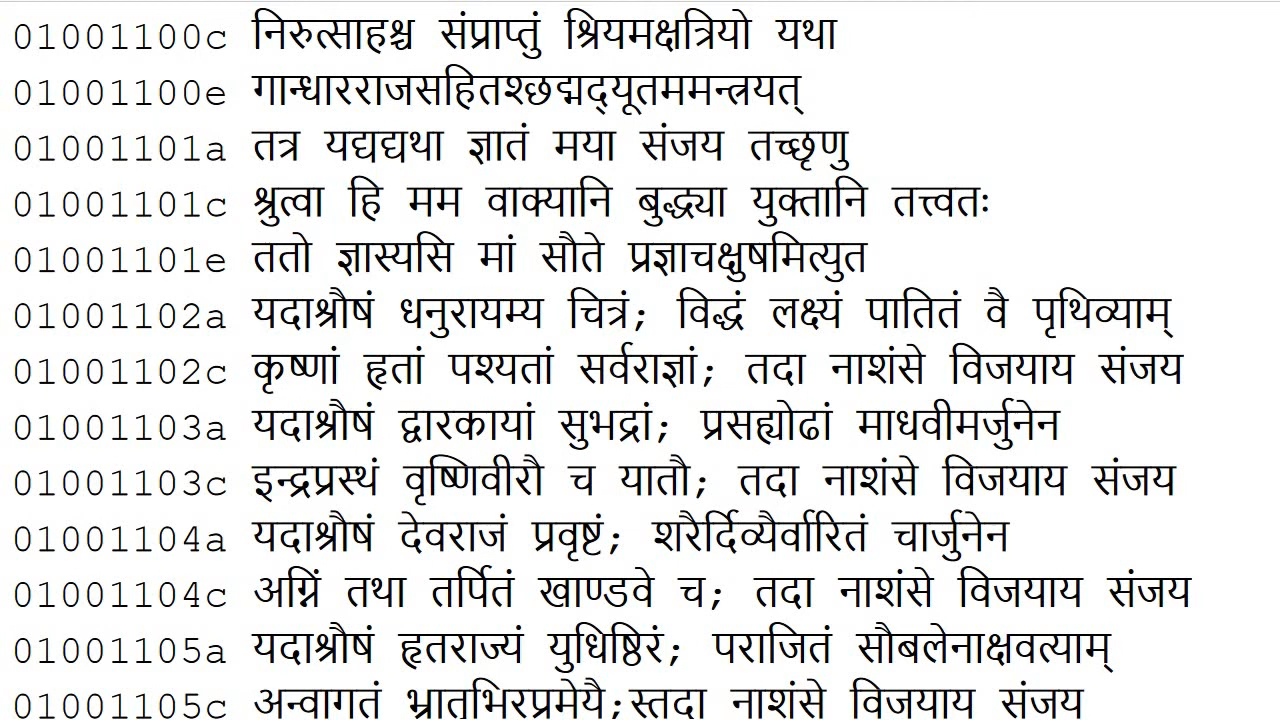 01001100c निरुत्साहश्च संप्राप्तुं श्रियमक्षत्रियो यथा
01001100e गान्धारराजसहितश्छद्मद्यूतममन्त्रयत्
01001101a तत्र यद्यद्यथा ज्ञातं मया संजय तच्छृणु
01001101c श्रुत्वा हि मम वाक्यानि बुद्ध्या युक्तानि तत्त्वतः
01001101e ततो ज्ञास्यसि मां सौते प्रज्ञाचक्षुषमित्युत
01001102a यदाश्रौषं धनुरायम्य चित्रं; विद्धं लक्ष्यं पातितं वै पृथिव्याम्
01001102c कृष्णां हृतां पश्यतां सर्वराज्ञां; तदा नाशंसे विजयाय संजय
01001103a यदाश्रौषं द्वारकायां सुभद्रां; प्रसह्योढां माधवीमर्जुनेन
01001103c इन्द्रप्रस्थं वृष्णिवीरौ च यातौ; तदा नाशंसे विजयाय संजय
01001104a यदाश्रौषं देवराजं प्रवृष्टं; शरैर्दिव्यैर्वारितं चार्जुनेन
01001104c अग्निं तथा तर्पितं खाण्डवे च; तदा नाशंसे विजयाय संजय
01001105a यदाश्रौषं हृतराज्यं युधिष्ठिरं; पराजितं सौबलेनाक्षवत्याम्
01001105c अन्वागतं भ्रातृभिरप्रमेयै;स्तदा नाशंसे विजयाय संजय